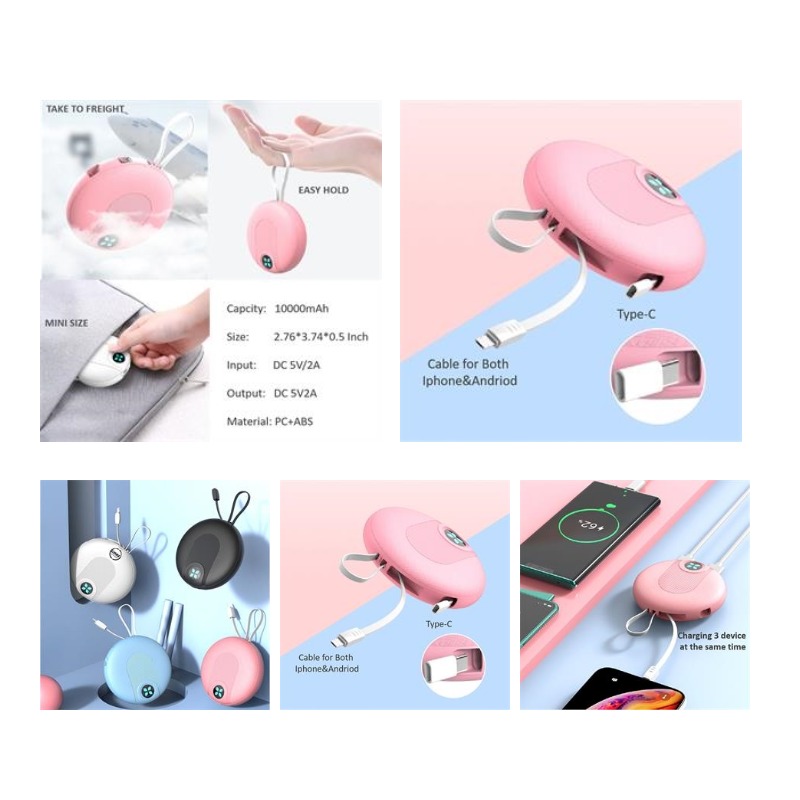 TAKE TO FREIGHT
EASY HOLD
MINI SIZE
Capcity: 10000mAh
Size: 2.76*3.74*0.5 Inch
Input: DC 5V/2A
Output: DC 5V2A
Material: PC+ABS
Type-C
Cable for Both
Iphone&Andriod
Type-C
Cable for Both
Iphone&Andriod
62%
Charging 3 device
at the same time